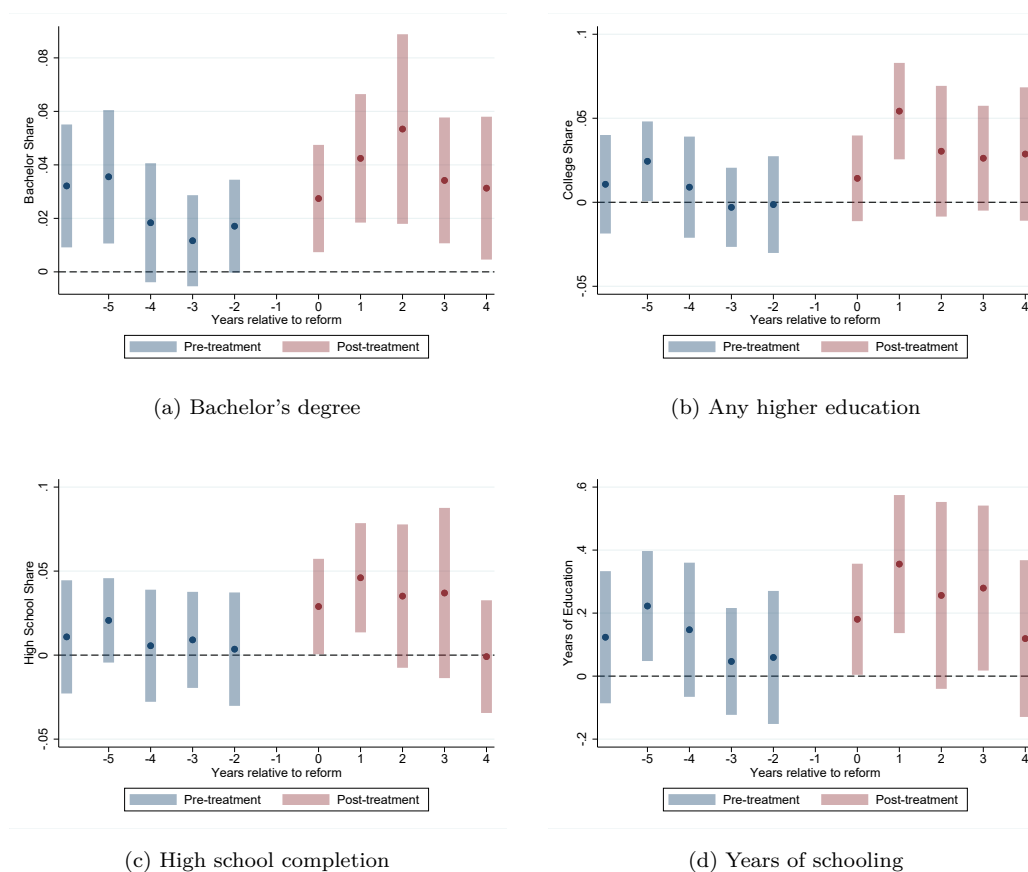 .08
.06
.04
.02
0
Bachelor Share
-5 -4 -3 -2 -1 0 1 2 3 4
Years relative to reform
Pre-treatment Post-treatment
(a) Bachelor's degree
.1
.05
0
-.05
College Share
-5 -4 -3 -2 -1 0 1 2 3 4
Years relative to reform
Pre-treatment Post-treatment
(b) Any higher education
.1
.05
0
-.05
High School Share
-5 -4 -3 -2 -1 0 1 2 3 4
Years relative to reform
Pre-treatment Post-treatment
(c) High school completion
.6
.4
.2
0
-.2
Years of Education
-5 -4 -3 -2 -1 0 1 2 3 4
Years relative to reform
Pre-treatment Post-treatment
(d) Years of schooling